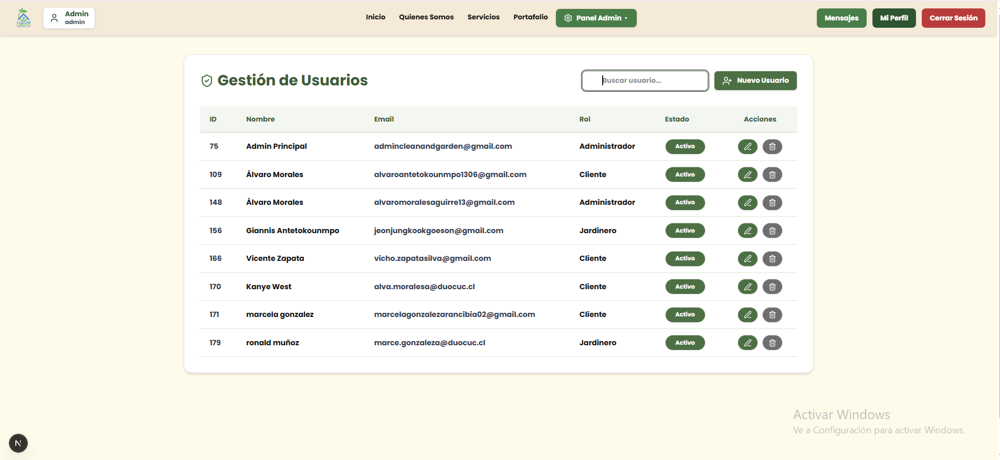 CLEAN&
GARDEN
Admin
admin
Inicio Quienes Somos Servicios Portafolio Panel Admin
Mensajes Mi Perfil Cerrar Sesión
Gestión de Usuarios
Buscar usuario...
Nuevo Usuario
ID Nombre Email Rol Estado Acciones
75 Admin Principal admincleanandgarden@gmail.com Administrador Activo
109 Álvaro Morales alvaroantetokounmpo1306@gmail.com Cliente Activo
148 Álvaro Morales alvaromoralesaguirre13@gmail.com Administrador Activo
156 Giannis Antetokounmpo jeonjungkookgoeson@gmail.com Jardinero Activo
166 Vicente Zapata vicho.zapatasilva@gmail.com Cliente Activo
170 Kanye West alva.moralesa@duocuc.cl Cliente Activo
171 marcela gonzalez marcelagonzalezarancibia02@gmail.com Cliente Activo
179 ronald muñoz marce.gonzaleza@duocuc.cl Jardinero Activo
Activar Windows
Ve a Configuración para activar Windows.
N